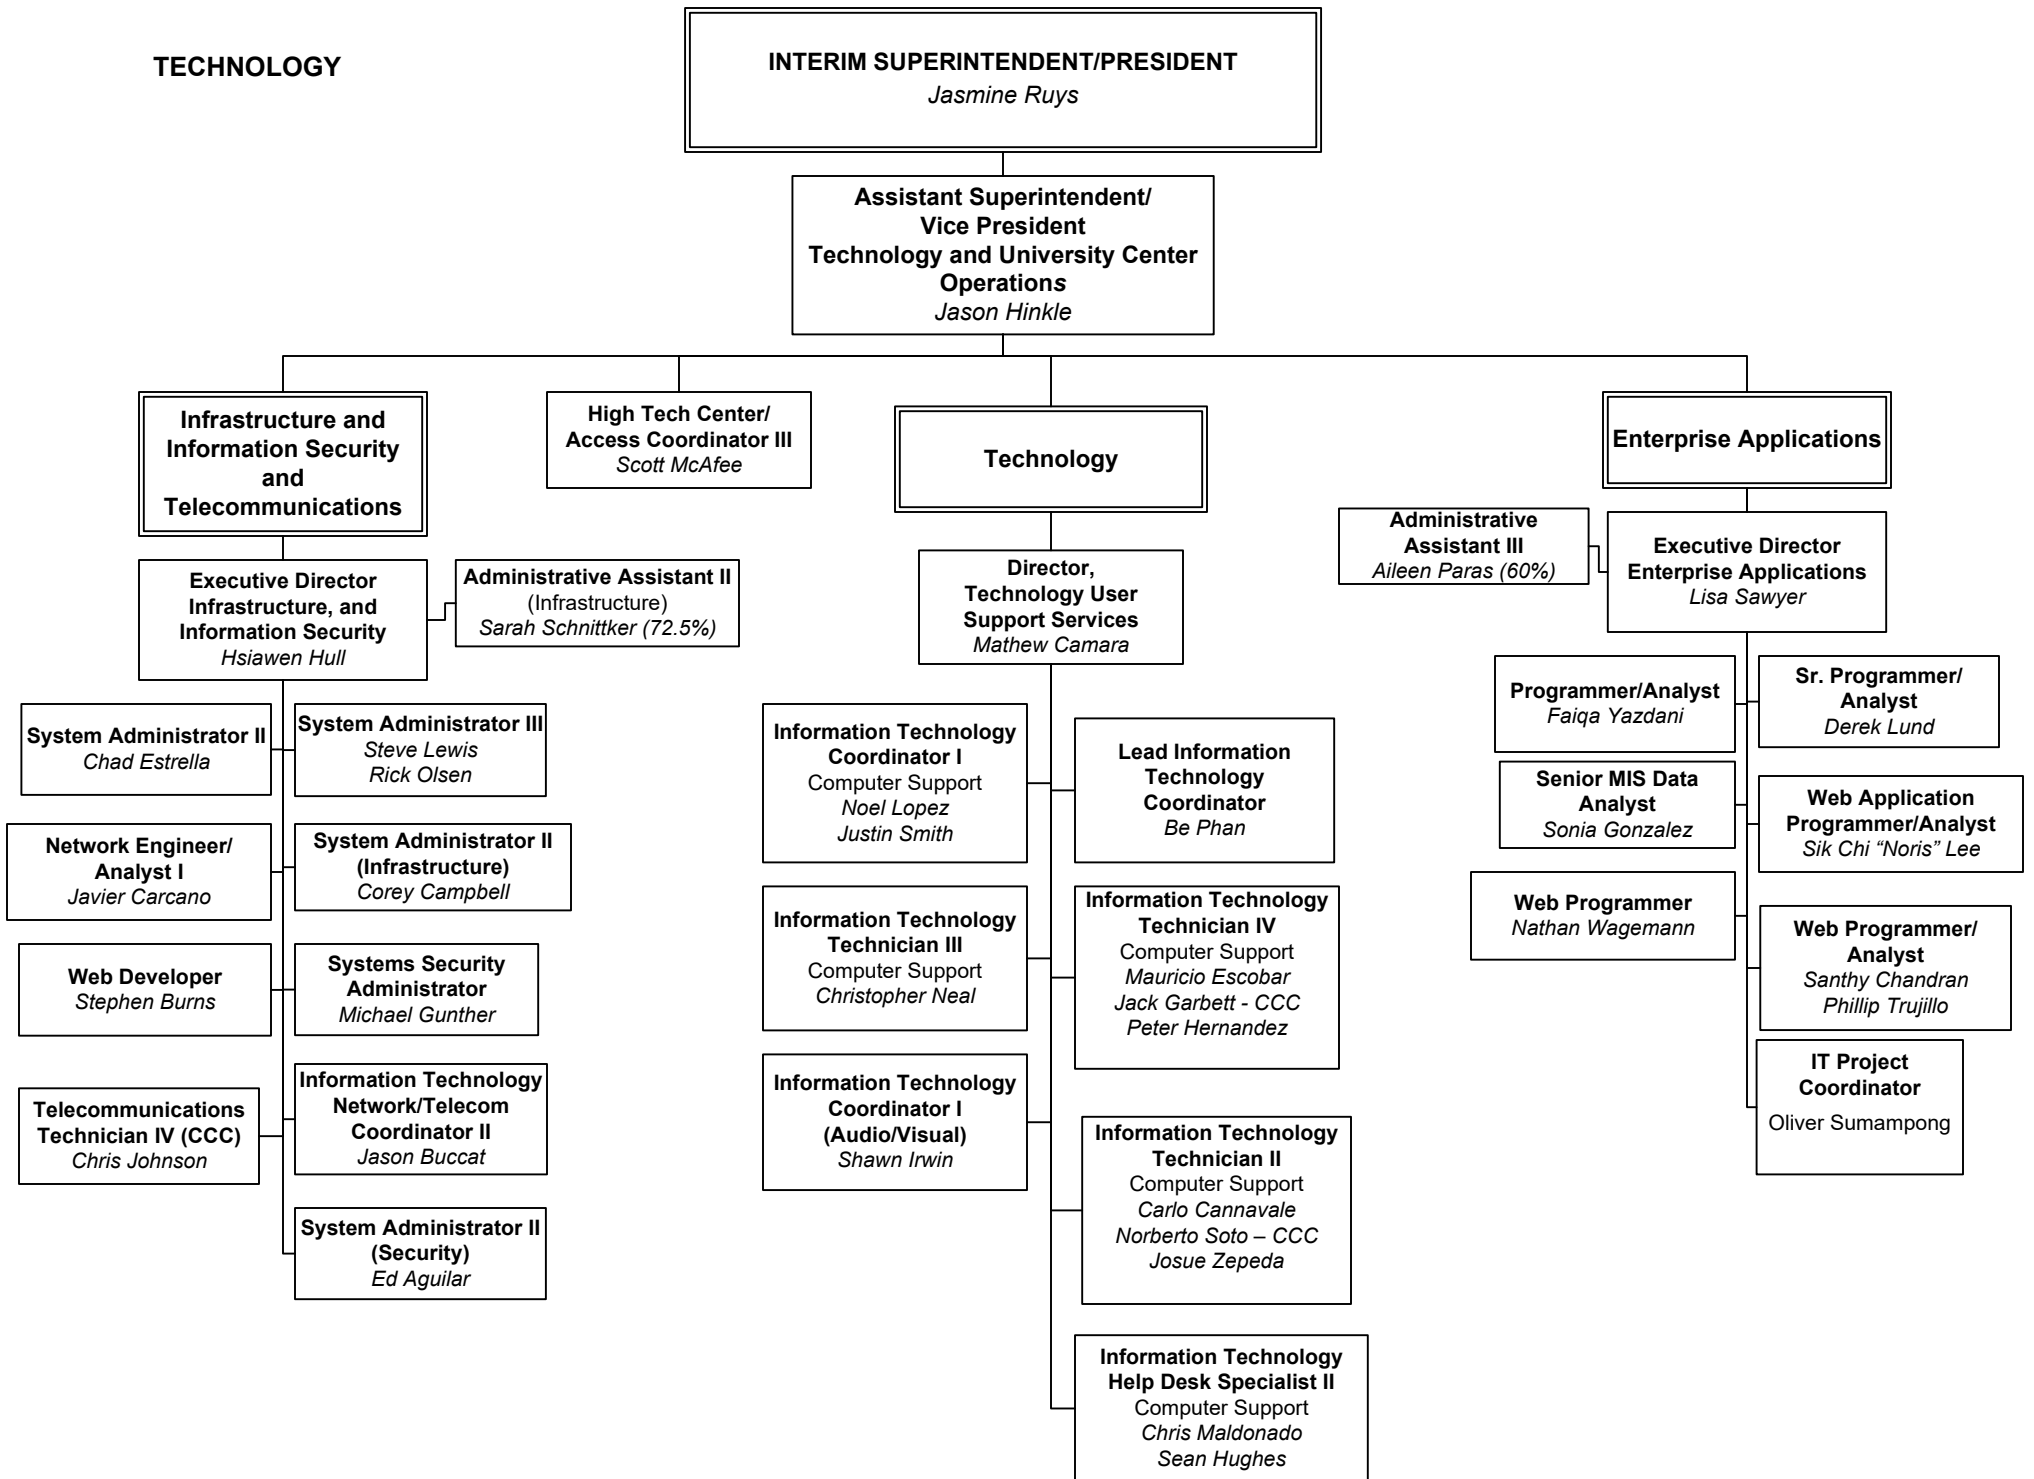 TECHNOLOGY
INTERIM SUPERINTENDENT/PRESIDENT
Jasmine Ruys
Assistant Superintendent/
Vice President
Technology and University Center
Operations
Jason Hinkle
Infrastructure and
Information Security
and
Telecommunications
High Tech Center/
Access Coordinator III
Scott McAfee
Technology
Enterprise Applications
Executive Director
Infrastructure, and
Information Security
Hsiawen Hull
Administrative Assistant II
(Infrastructure)
Sarah Schnittker (72.5%)
System Administrator II
Chad Estrella
System Administrator III
Steve Lewis
Rick Olsen
Network Engineer/
Analyst I
Javier Carcano
System Administrator II
(Infrastructure)
Corey Campbell
Web Developer
Stephen Burns
Systems Security
Administrator
Michael Gunther
Telecommunications
Technician IV (CCC)
Chris Johnson
Information Technology
Network/Telecom
Coordinator II
Jason Buccat
System Administrator II
(Security)
Ed Aguilar
Director,
Technology User
Support Services
Mathew Camara
Information Technology
Coordinator I
Computer Support
Noel Lopez
Justin Smith
Lead Information
Technology
Coordinator
Be Phan
Information Technology
Technician III
Computer Support
Christopher Neal
Information Technology
Technician IV
Computer Support
Mauricio Escobar
Jack Garbett - CCC
Peter Hernandez
Information Technology
Coordinator I
(Audio/Visual)
Shawn Irwin
Information Technology
Technician II
Computer Support
Carlo Cannavale
Norberto Soto – CCC
Josue Zepeda
Information Technology
Help Desk Specialist II
Computer Support
Chris Maldonado
Sean Hughes
Administrative
Assistant III
Aileen Paras (60%)
Executive Director
Enterprise Applications
Lisa Sawyer
Programmer/Analyst
Faiqa Yazdani
Sr. Programmer/
Analyst
Derek Lund
Senior MIS Data
Analyst
Sonia Gonzalez
Web Application
Programmer/Analyst
Sik Chi “Noris” Lee
Web Programmer
Nathan Wagemann
Web Programmer/
Analyst
Santhy Chandran
Phillip Trujillo
IT Project
Coordinator
Oliver Sumampong